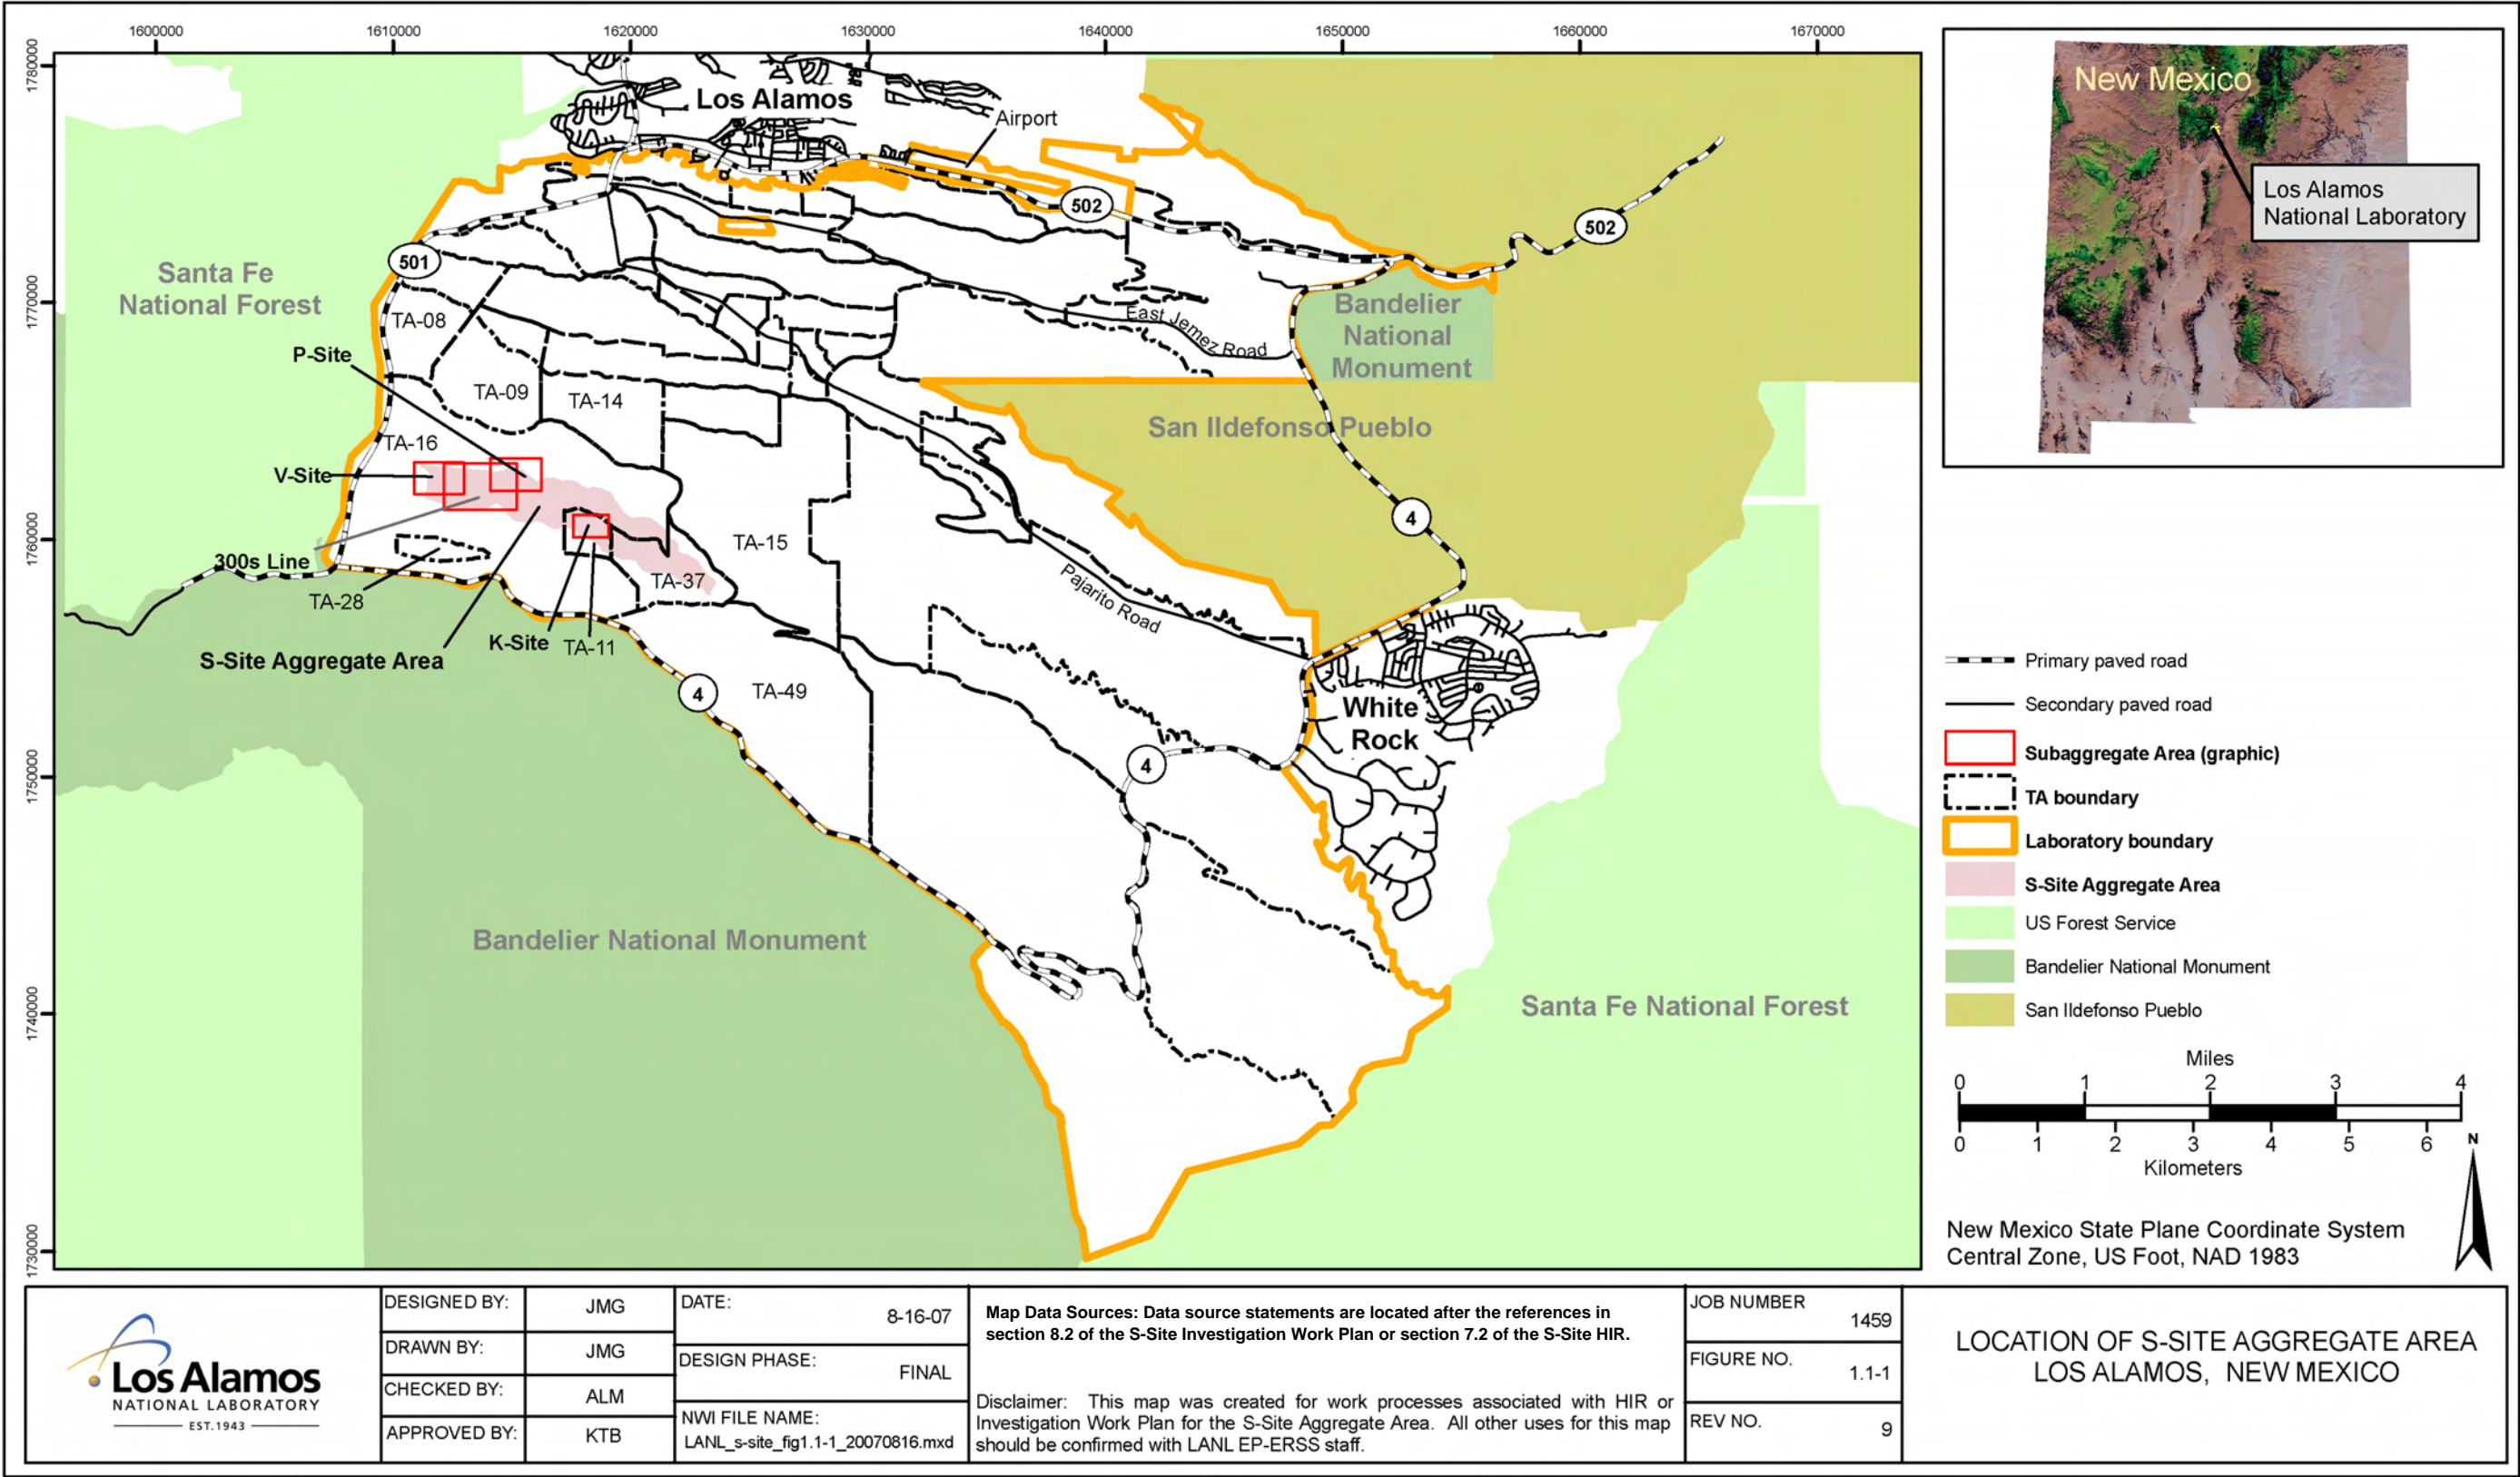 1600000 1610000 1620000 1630000 1640000 1650000 1660000 1670000
1780000
1770000
1760000
1750000
1740000
1730000
Los Alamos
Airport
502
502
501
Santa Fe
National Forest
TA-08
P-Site
TA-09
TA-14
TA-16
V-Site
300s Line
TA-28
S-Site Aggregate Area
K-Site
TA-11
TA-37
TA-15
TA-49
4
East Jemez Road
Bandelier
National
Monument
San Ildefonso Pueblo
4
Pajarito Road
White
Rock
4
Bandelier National Monument
Santa Fe National Forest
New Mexico
Los Alamos
National Laboratory
Primary paved road
Secondary paved road
Subaggregate Area (graphic)
TA boundary
Laboratory boundary
S-Site Aggregate Area
US Forest Service
Bandelier National Monument
San Ildefonso Pueblo
Miles
0 1 2 3 4
0 1 2 3 4 5 6
Kilometers
N
New Mexico State Plane Coordinate System
Central Zone, US Foot, NAD 1983
Los Alamos
NATIONAL LABORATORY
EST.1943
DESIGNED BY: JMG
DRAWN BY: JMG
CHECKED BY: ALM
APPROVED BY: KTB
DATE: 8-16-07
DESIGN PHASE:
FINAL
NWI FILE NAME:
LANL_s-site_fig1.1-1_20070816.mxd
Map Data Sources: Data source statements are located after the references in
section 8.2 of the S-Site Investigation Work Plan or section 7.2 of the S-Site HIR.
Disclaimer: This map was created for work processes associated with HIR or
Investigation Work Plan for the S-Site Aggregate Area. All other uses for this map
should be confirmed with LANL EP-ERSS staff.
JOB NUMBER
1459
FIGURE NO.
1.1-1
REV NO.
9
LOCATION OF S-SITE AGGREGATE AREA
LOS ALAMOS, NEW MEXICO